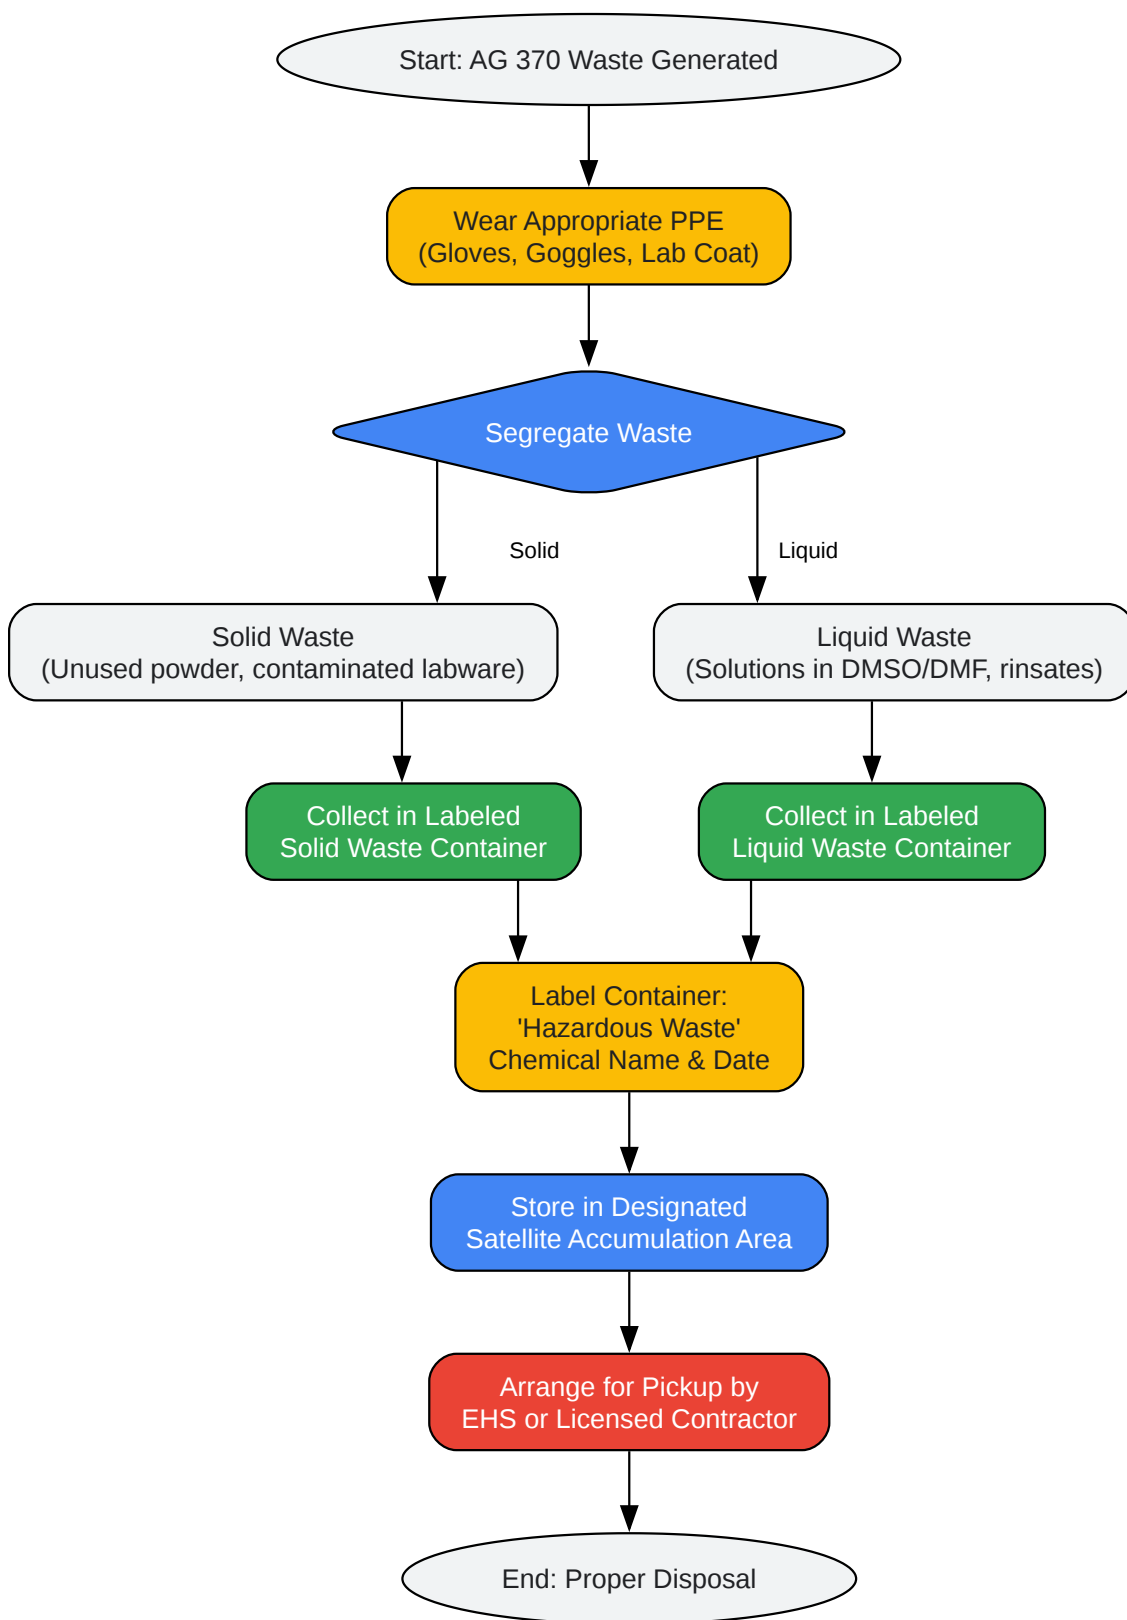 Start: AG 370 Waste Generated
Wear Appropriate PPE
(Gloves, Goggles, Lab Coat)
Segregate Waste
Solid
Liquid
Solid Waste
(Unused powder, contaminated labware)
Liquid Waste
(Solutions in DMSO/DMF, rinsates)
Collect in Labeled
Solid Waste Container
Collect in Labeled
Liquid Waste Container
Label Container:
'Hazardous Waste'
Chemical Name & Date
Store in Designated
Satellite Accumulation Area
Arrange for Pickup by
EHS or Licensed Contractor
End: Proper Disposal